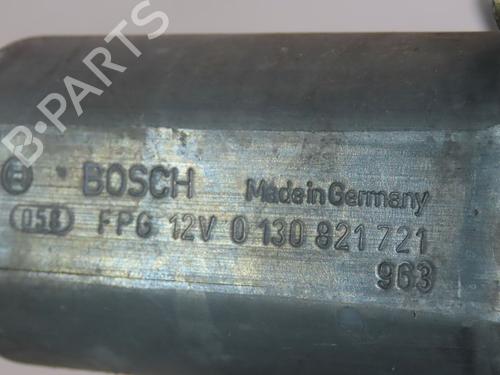 B-PARTS
BOSCH Made in Germany
058 FPG 12V 0 130 821 721
963